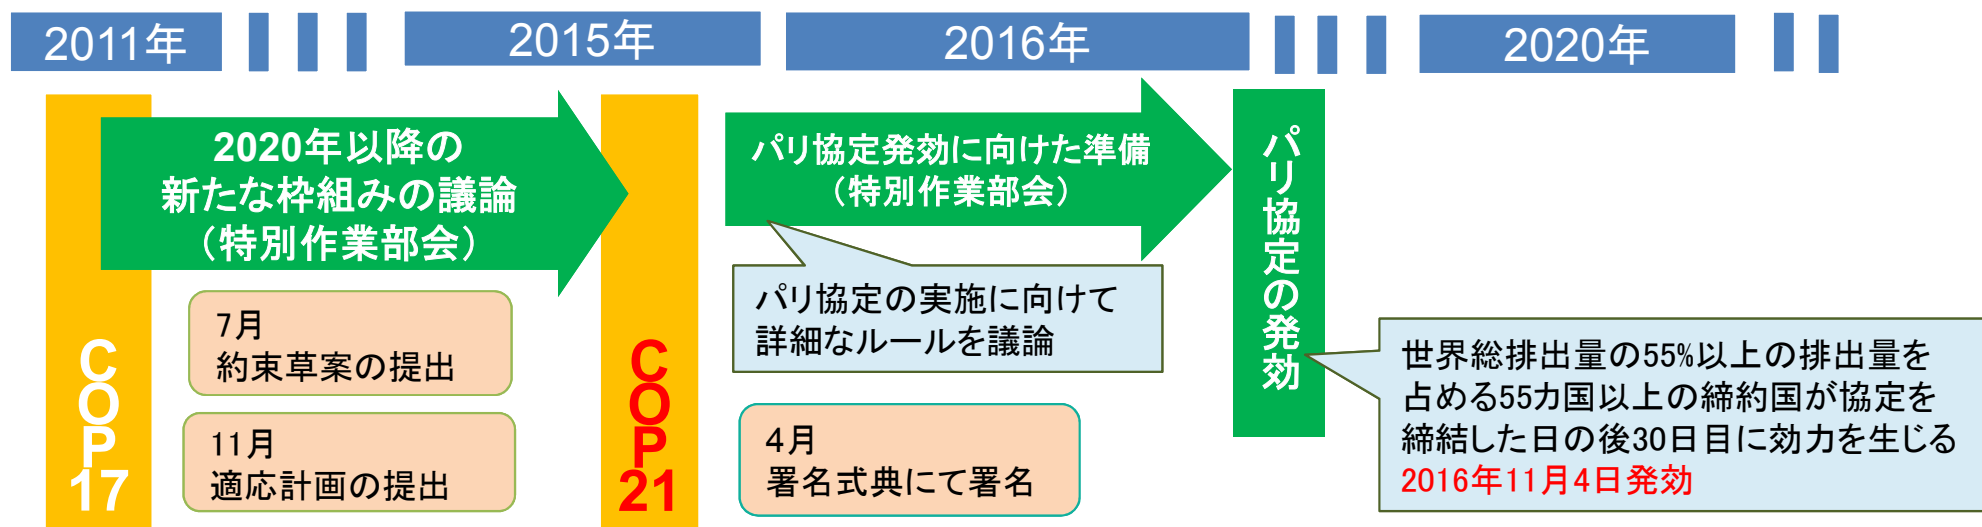 2011年
2015年
2016年
2020年
COP17
2020年以降の
新たな枠組みの議論
（特別作業部会）
7月
約束草案の提出
11月
適応計画の提出
COP21
パリ協定発効に向けた準備
（特別作業部会）
パリ協定の実施に向けて
詳細なルールを議論
4月
署名式典にて署名
パリ協定の発効
世界総排出量の55%以上の排出量を
占める55カ国以上の締約国が協定を
締結した日の後30日目に効力を生じる
2016年11月4日発効